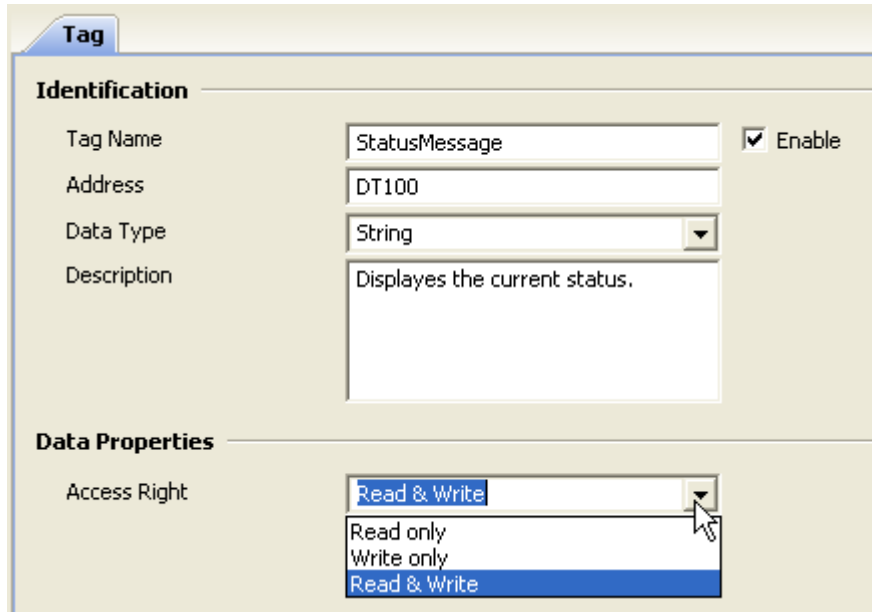 Tag
Identification
Tag Name StatusMessage Enable
Address DT100
Data Type String
Description Displayes the current status.
Data Properties
Access Right Read & Write
Read only
Write only
Read & Write